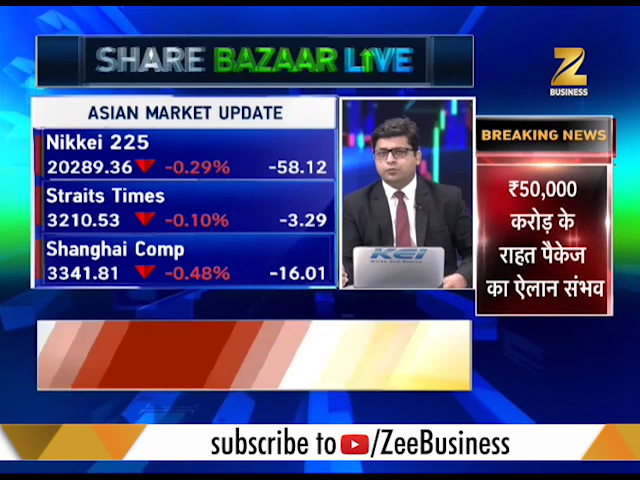 SHARE BAZAAR LIVE
Z
BUSINESS
ASIAN MARKET UPDATE
Nikkei 225
20289.36 -0.29% -58.12
Straits Times
3210.53 -0.10% -3.29
Shanghai Comp
3341.81 -0.48% -16.01
KEI
BREAKING NEWS
₹50,000
करोड़ के
राहत पैकेज
का ऐलान संभव
subscribe to /ZeeBusiness